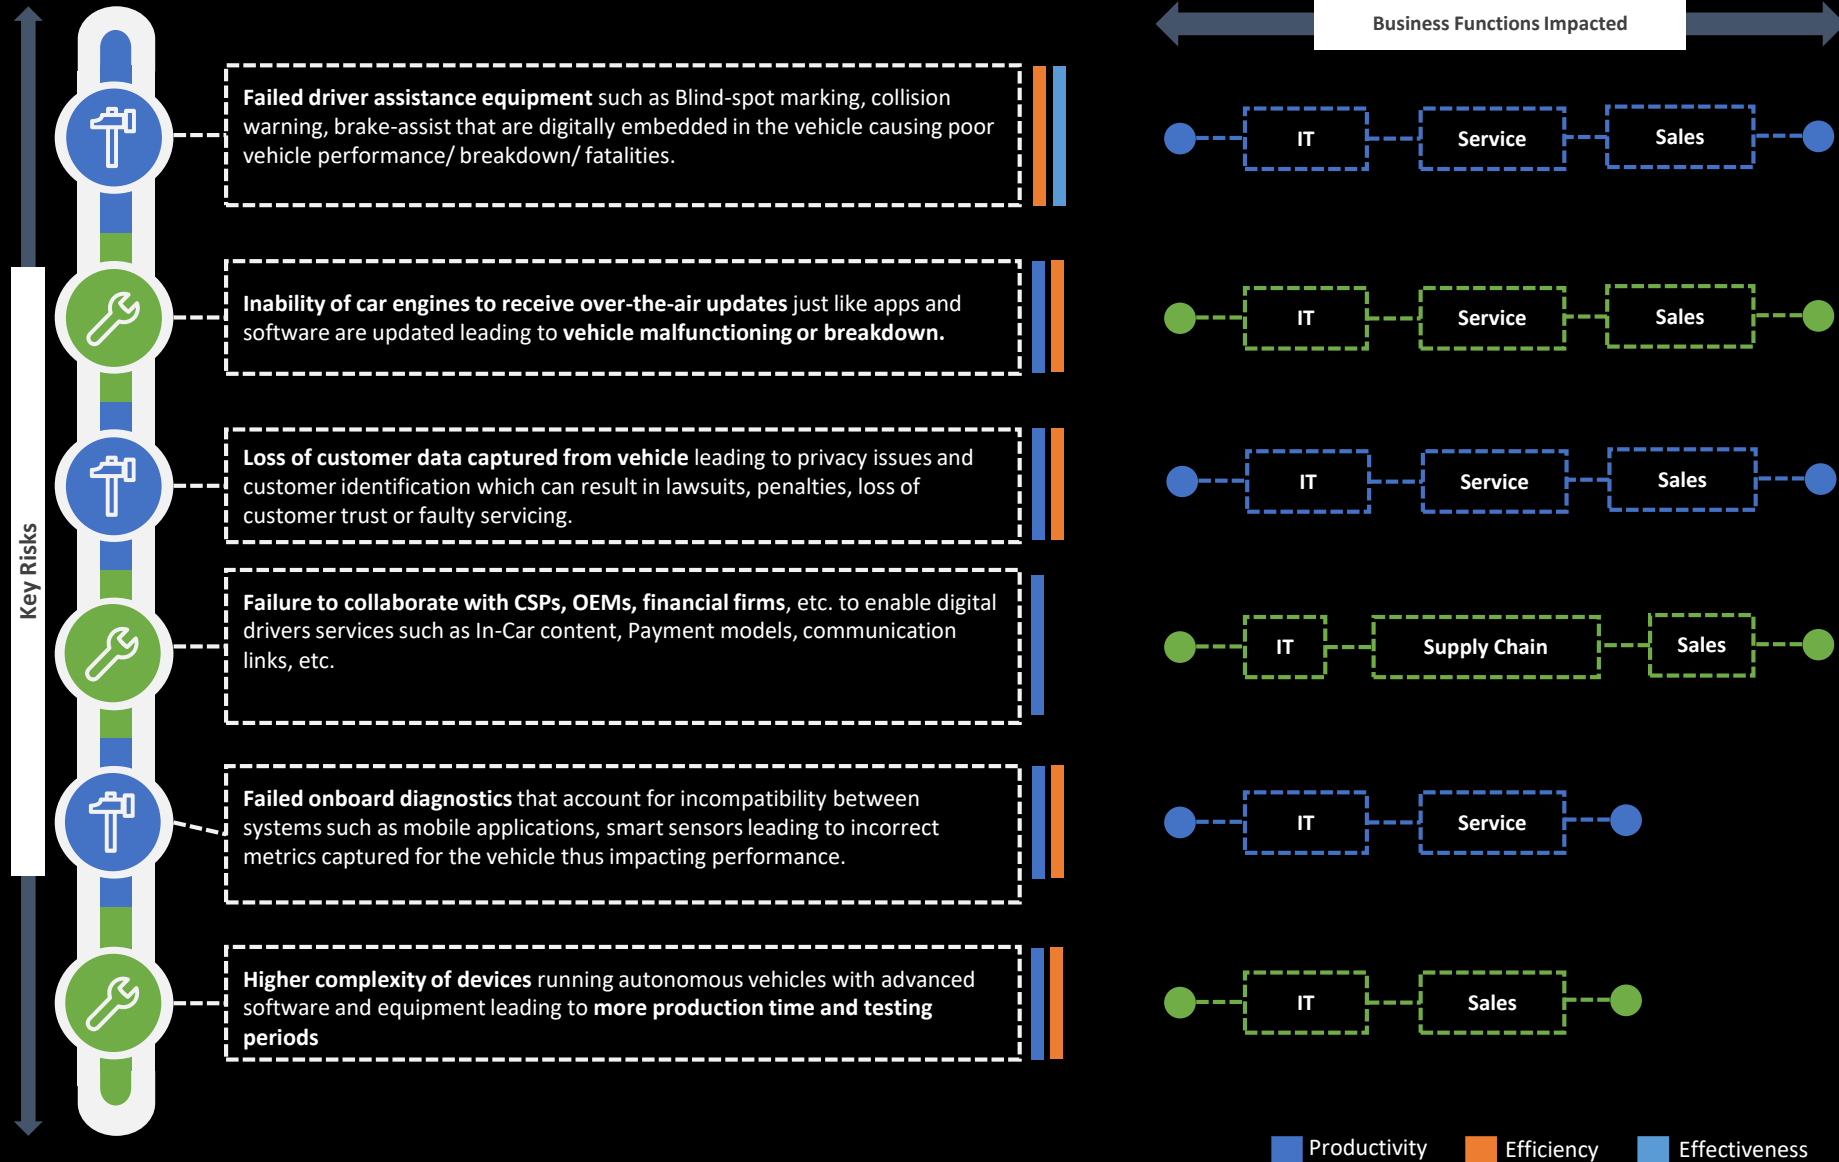 Business Functions Impacted
Key Risks
Failed driver assistance equipment such as Blind-spot marking, collision
warning, brake-assist that are digitally embedded in the vehicle causing poor
vehicle performance/ breakdown/ fatalities.
IT
Service
Sales
Inability of car engines to receive over-the-air updates just like apps and
software are updated leading to vehicle malfunctioning or breakdown.
IT
Service
Sales
Loss of customer data captured from vehicle leading to privacy issues and
customer identification which can result in lawsuits, penalties, loss of
customer trust or faulty servicing.
IT
Service
Sales
Failure to collaborate with CSPs, OEMs, financial firms, etc. to enable digital
drivers services such as In-Car content, Payment models, communication
links, etc.
IT
Supply Chain
Sales
Failed onboard diagnostics that account for incompatibility between
systems such as mobile applications, smart sensors leading to incorrect
metrics captured for the vehicle thus impacting performance.
IT
Service
Higher complexity of devices running autonomous vehicles with advanced
software and equipment leading to more production time and testing
periods
IT
Sales
Productivity
Efficiency
Effectiveness